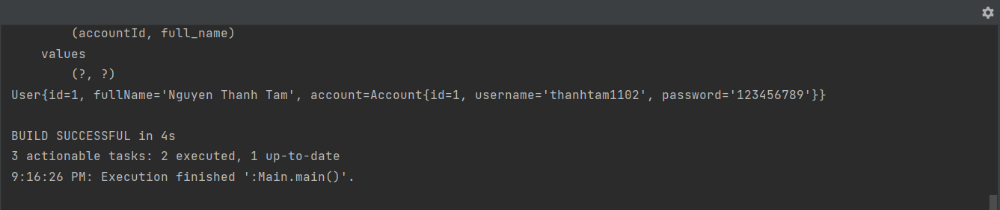 (accountId, full_name)
values
(?, ?)
User{id=1, fullName='Nguyen Thanh Tam', account=Account{id=1, username='thanhtam1102', password='123456789'}}
BUILD SUCCESSFUL in 4s
3 actionable tasks: 2 executed, 1 up-to-date
9:16:26 PM: Execution finished ':Main.main()'.